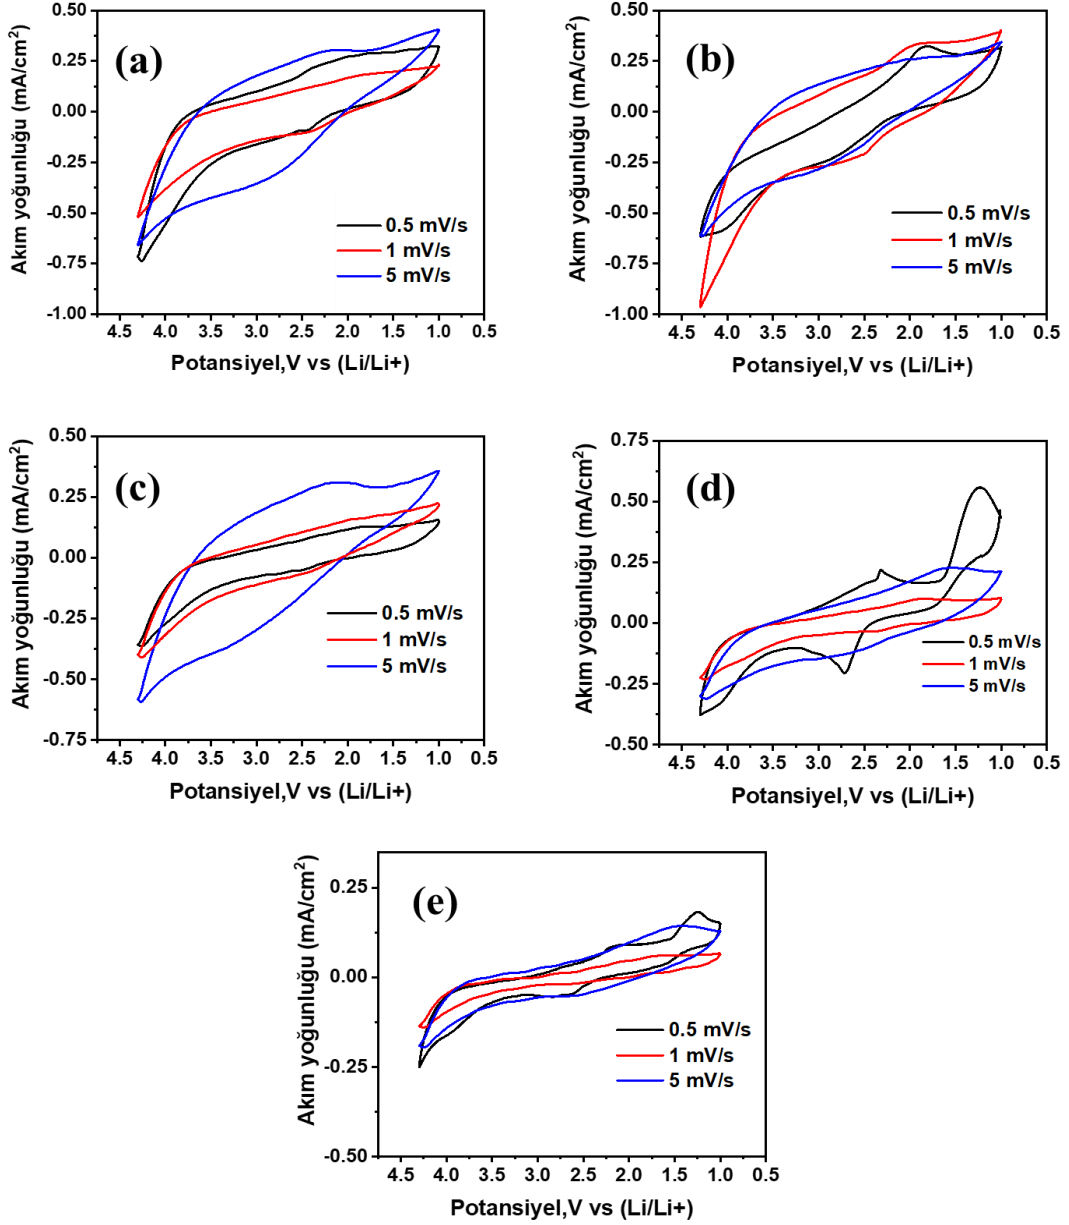 (a)
Akım yoğunluğu (mA/cm²)
0.50
0.25
0.00
-0.25
-0.50
-0.75
-1.00
0.5 mV/s
1 mV/s
5 mV/s
4.5 4.0 3.5 3.0 2.5 2.0 1.5 1.0 0.5
Potansiyel,V vs (Li/Li+)
(b)
Akım yoğunluğu (mA/cm²)
0.50
0.25
0.00
-0.25
-0.50
-0.75
-1.00
0.5 mV/s
1 mV/s
5 mV/s
4.5 4.0 3.5 3.0 2.5 2.0 1.5 1.0 0.5
Potansiyel,V vs (Li/Li+)
(c)
Akım yoğunluğu (mA/cm²)
0.50
0.25
0.00
-0.25
-0.50
-0.75
0.5 mV/s
1 mV/s
5 mV/s
4.5 4.0 3.5 3.0 2.5 2.0 1.5 1.0 0.5
Potansiyel,V vs (Li/Li+)
(d)
Akım yoğunluğu (mA/cm²)
0.75
0.50
0.25
0.00
-0.25
-0.50
0.5 mV/s
1 mV/s
5 mV/s
4.5 4.0 3.5 3.0 2.5 2.0 1.5 1.0 0.5
Potansiyel,V vs (Li/Li+)
(e)
Akım yoğunluğu (mA/cm²)
0.25
0.00
-0.25
-0.50
0.5 mV/s
1 mV/s
5 mV/s
4.5 4.0 3.5 3.0 2.5 2.0 1.5 1.0 0.5
Potansiyel,V vs (Li/Li+)